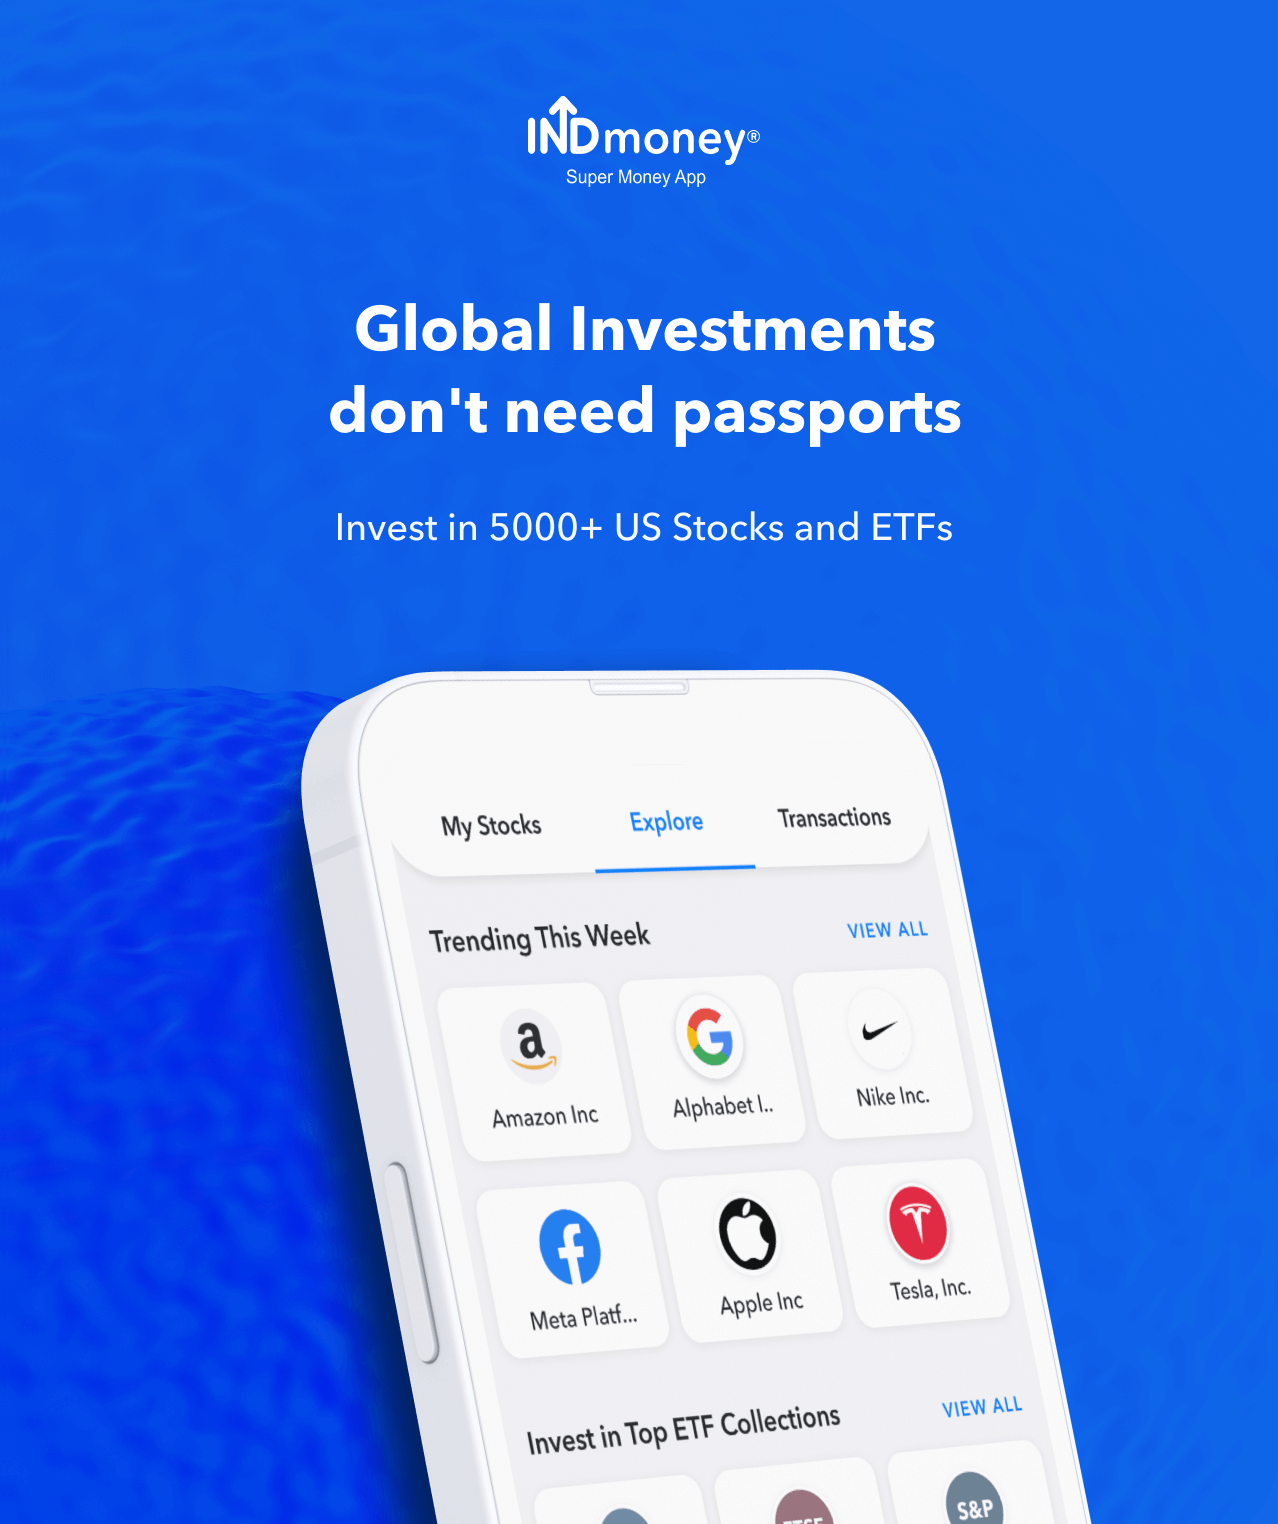 INDmoney®
Super Money App
Global Investments
don't need passports
Invest in 5000+ US Stocks and ETFs
My Stocks
Explore
Transactions
Trending This Week
VIEW ALL
a
Amazon Inc
Alphabet I..
Nike Inc.
Meta Platf...
Apple Inc
Tesla, Inc.
Invest in Top ETF Collections
VIEW ALL
S&P